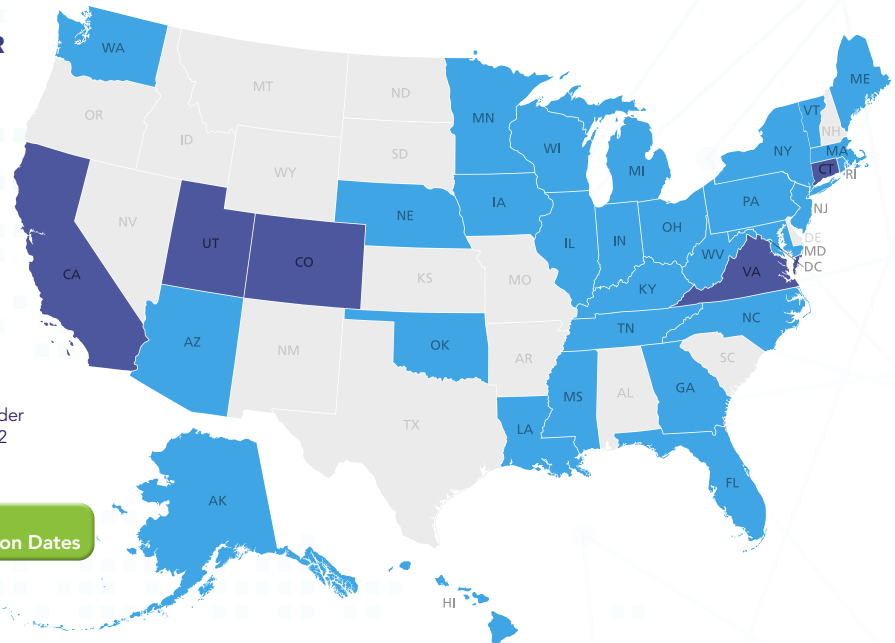 R
WA
MT
ND
MN
ME
OR
ID
SD
WI
VT
NH
WY
MI
NY
MA
CT
RI
NV
NE
IA
PA
NJ
UT
CO
IL
IN
OH
DE
MD
DC
CA
KS
MO
WV
VA
KY
AZ
NM
OK
AR
TN
NC
SC
TX
LA
MS
AL
GA
der
2
FL
AK
on Dates
HI